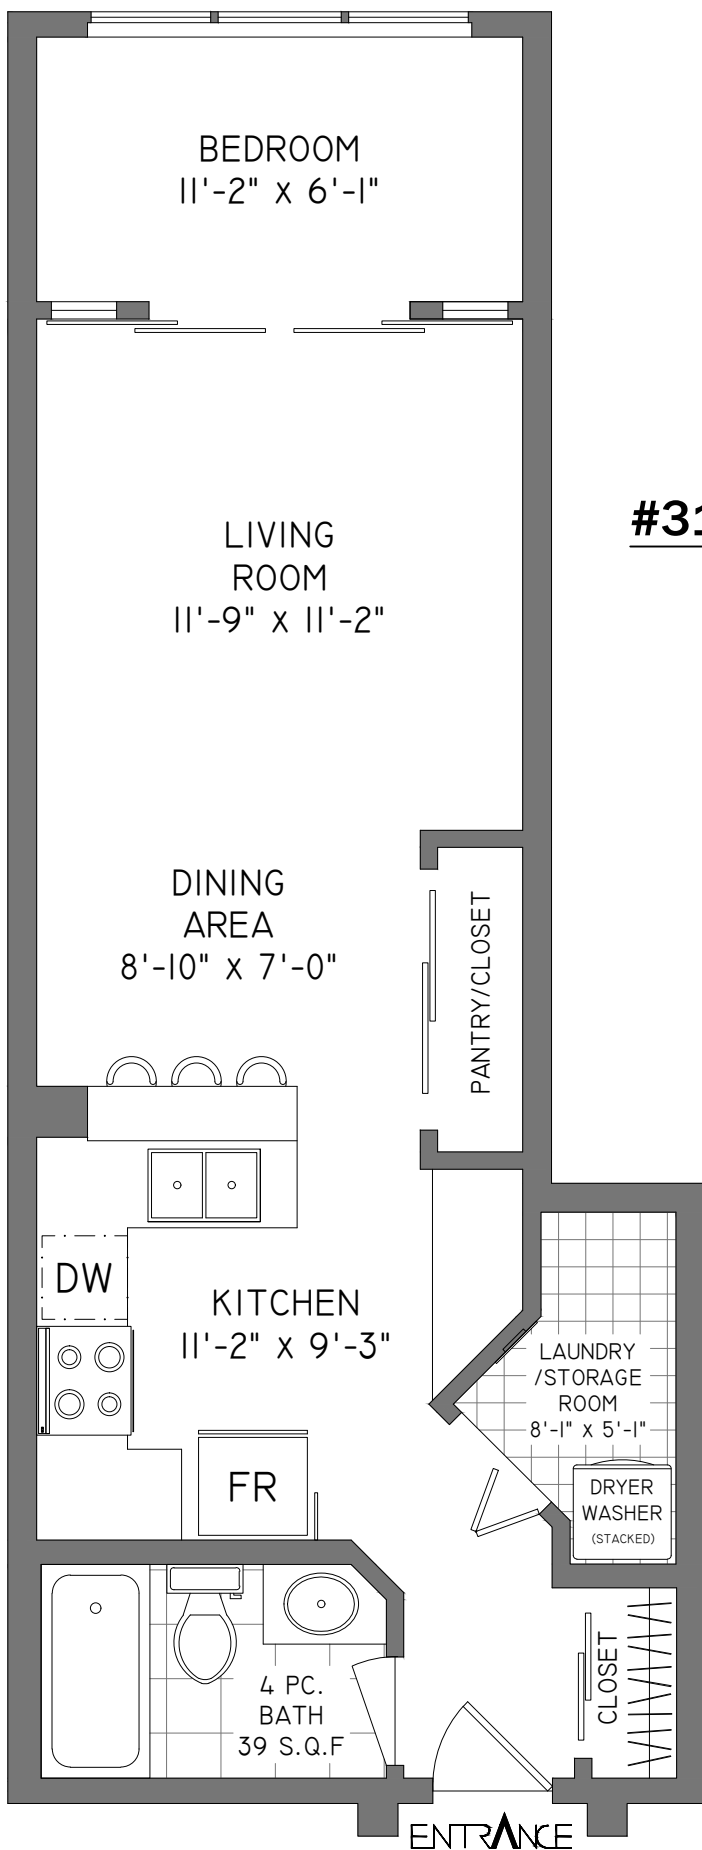 BEDROOM
11'-2" X 6'-1"
#31
LIVING
ROOM
11'-9" X 11'-2"
DINING
AREA
8'-10" X 7'-0"
PANTRY/CLOSET
DW
KITCHEN
11'-2" X 9'-3"
LAUNDRY
/STORAGE
ROOM
8'-1" X 5'-1"
FR
DRYER
WASHER
(STACKED)
4 PC.
BATH
39 S.Q.F
CLOSET
ENTRANCE